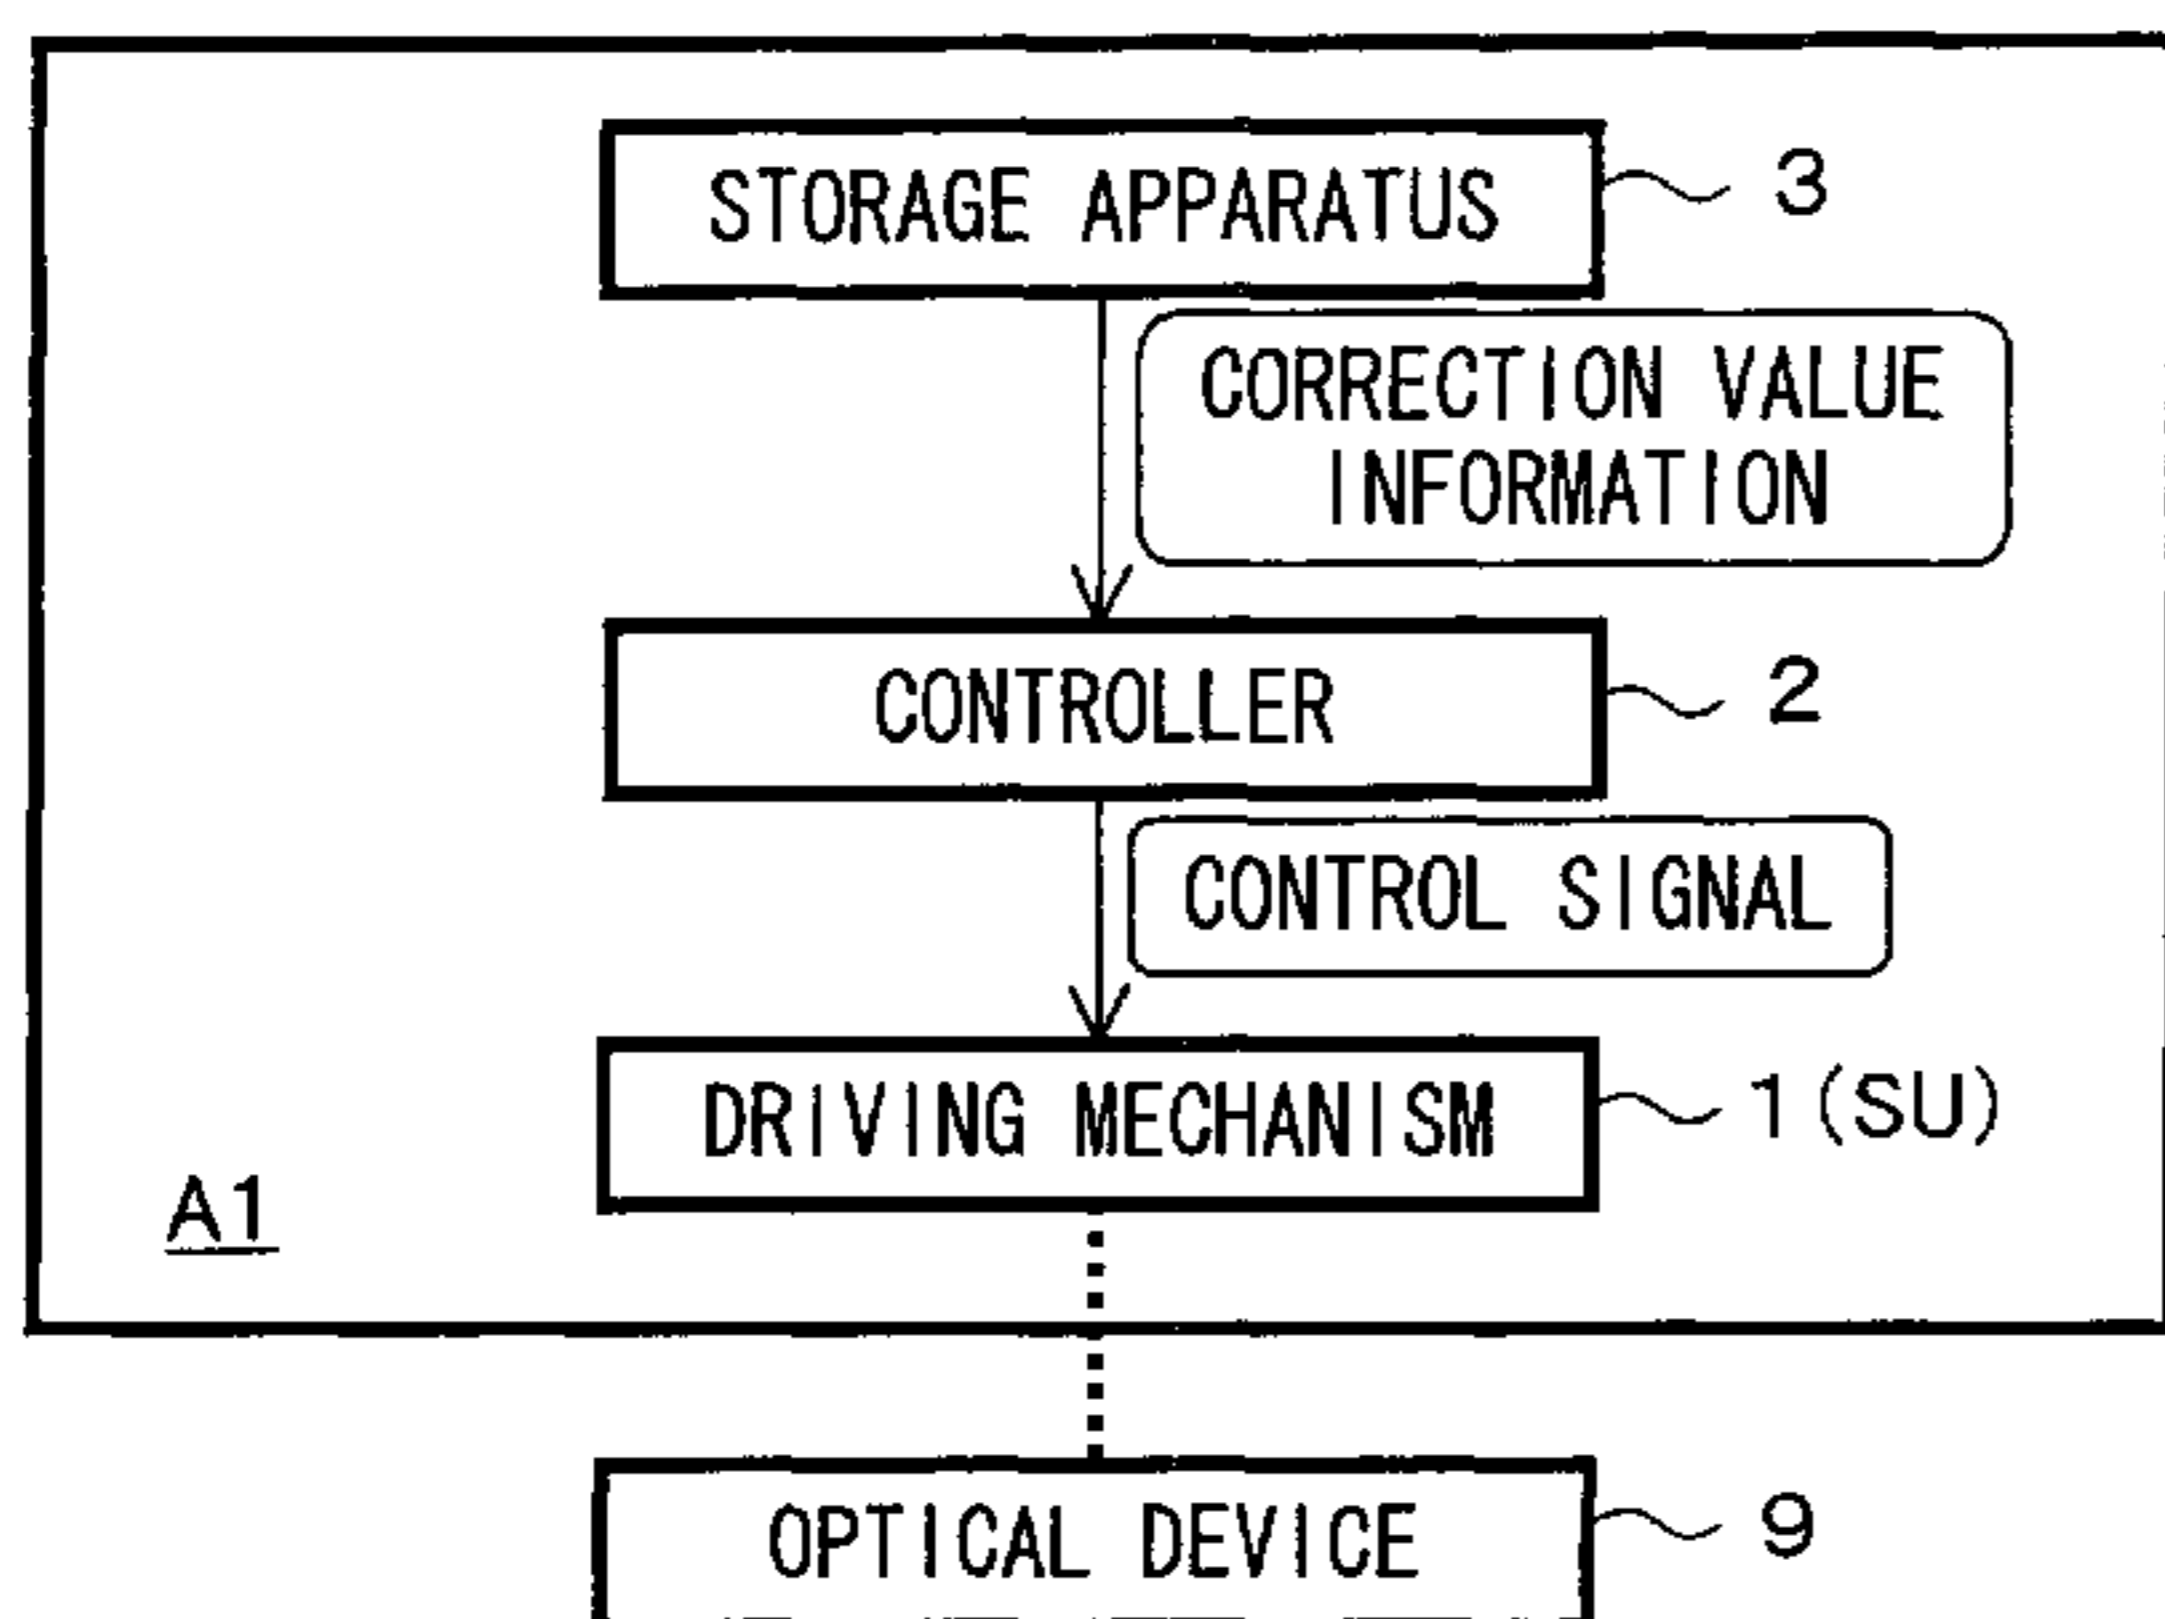 STORAGE APPARATUS 3
CORRECTION VALUE
INFORMATION
CONTROLLER 2
CONTROL SIGNAL
DRIVING MECHANISM 1(SU)
A1
OPTICAL DEVICE 9